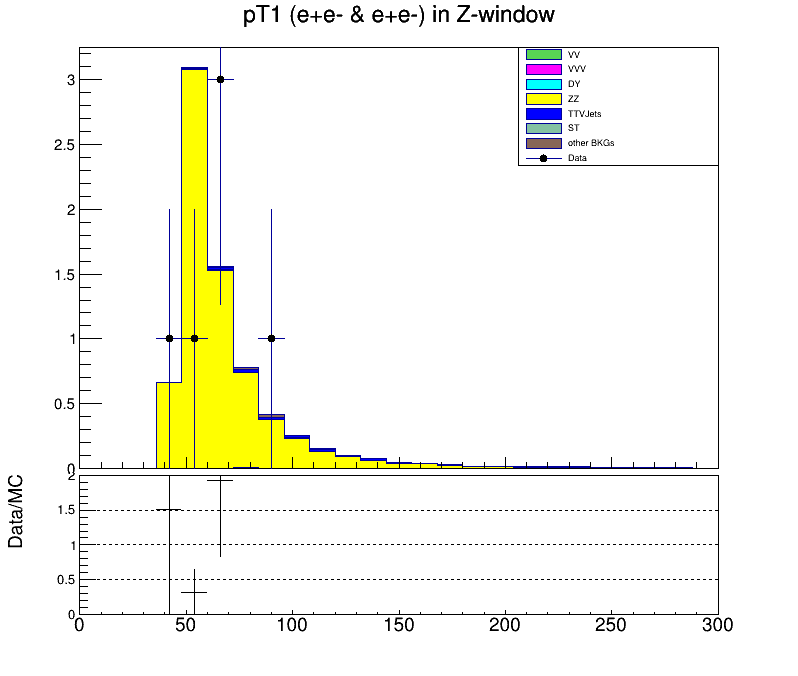 pT1 (e+e- & e+e-) in Z-window
VV
VVV
DY
ZZ
TTVJets
ST
other BKGs
Data
3
2.5
2
1.5
1
0.5
0
Data/MC
2
1.5
1
0.5
0
0 50 100 150 200 250 300